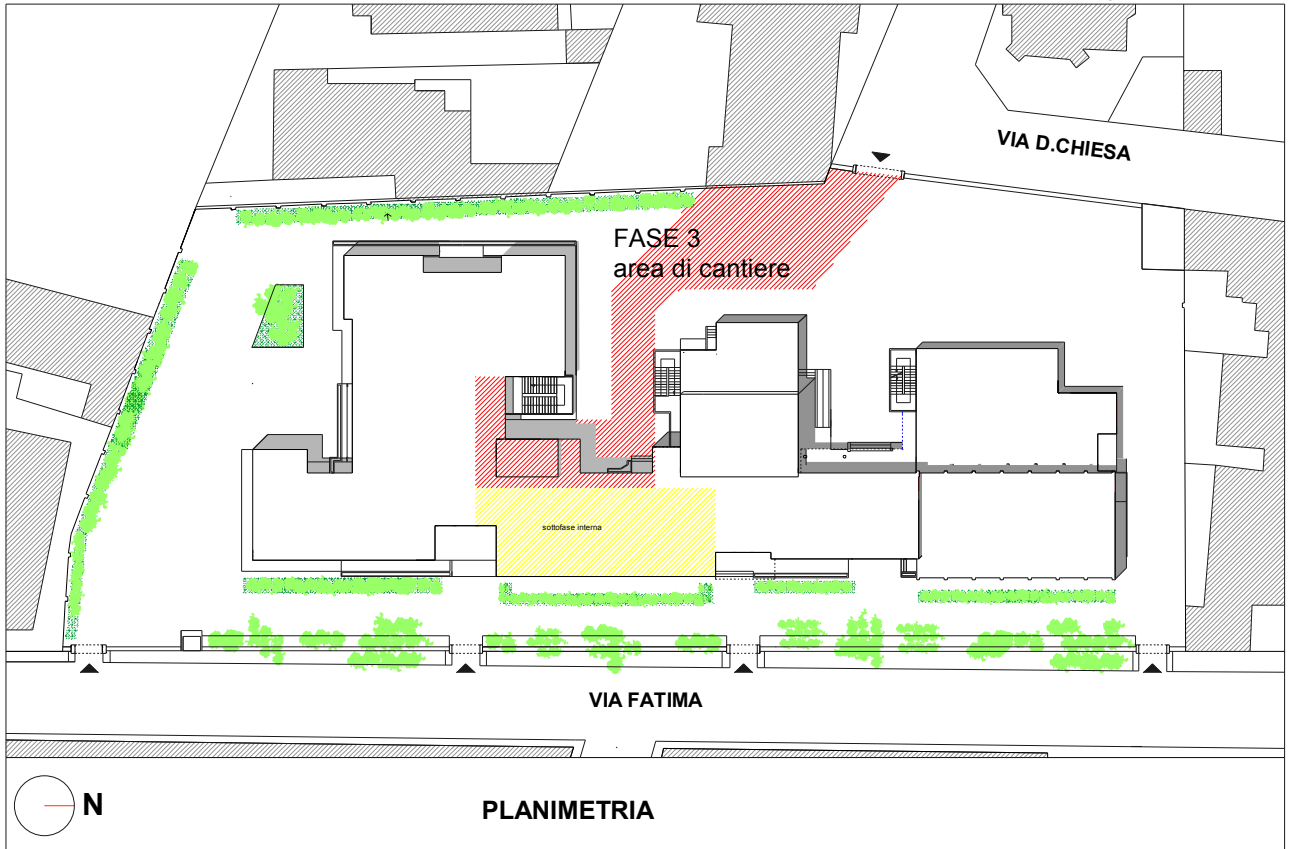 VIA D.CHIESA
FASE 3
area di cantiere
sottofase interna
VIA FATIMA
N
PLANIMETRIA